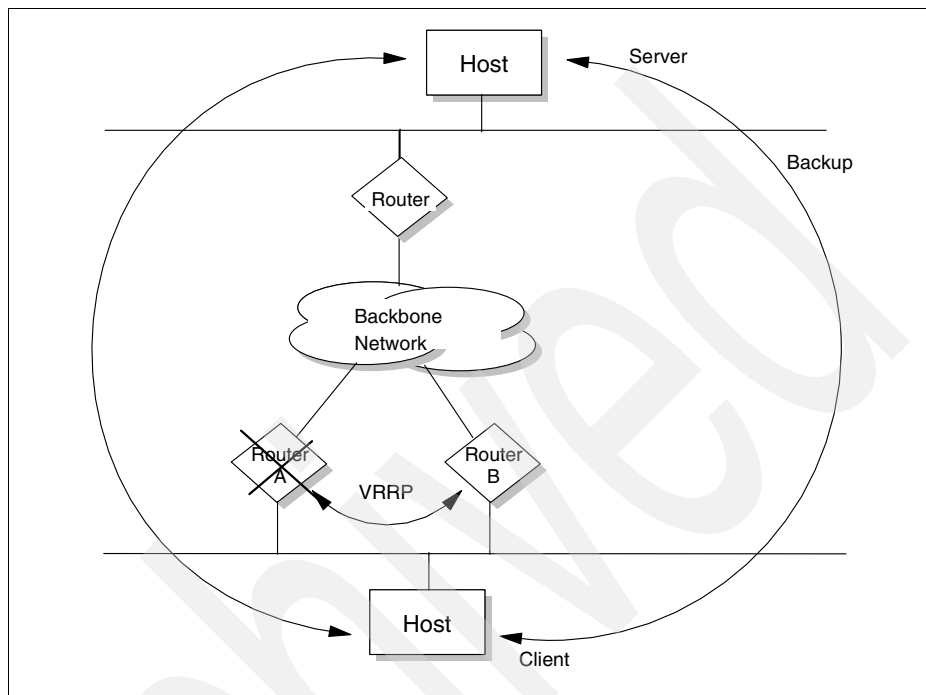 Host
Server
Backup
Router
Backbone
Network
Router
A
VRRP
Router
B
Host
Client